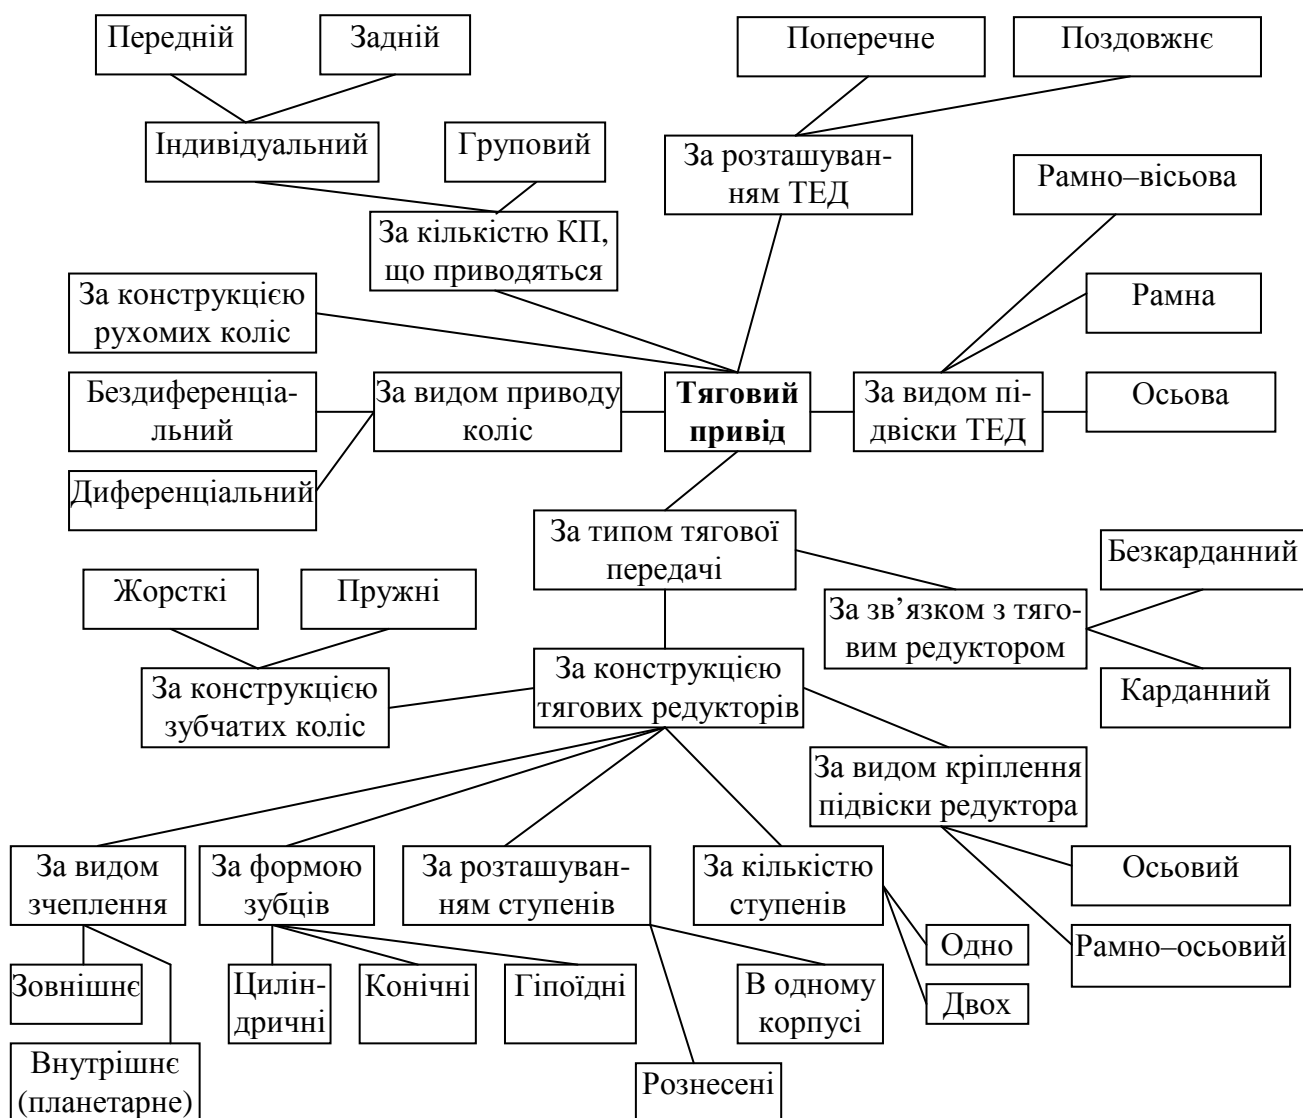 Передній
Задній
Поперечне
Поздовжнє
Індивідуальний
Груповий
За розташуван-
ням ТЕД
Рамно–вісьова
За кількістю КП,
що приводяться
За конструкцією
рухомих коліс
Рамна
Бездиференціа-
льний
За видом приводу
коліс
Тяговий
привід
За видом пі-
двіски ТЕД
Осьова
Диференціальний
За типом тягової
передачі
Безкарданний
Жорсткі
Пружні
За зв’язком з тяго-
вим редуктором
За конструкцією
зубчатих коліс
За конструкцією
тягових редукторів
Карданний
За видом кріплення
підвіски редуктора
За видом
зчеплення
За формою
зубців
За розташуван-
ням ступенів
За кількістю
ступенів
Осьовий
Одно
Рамно–осьовий
Зовнішнє
Цилін-
дричні
Конічні
Гіпоїдні
В одному
корпусі
Двох
Внутрішнє
(планетарне)
Рознесені